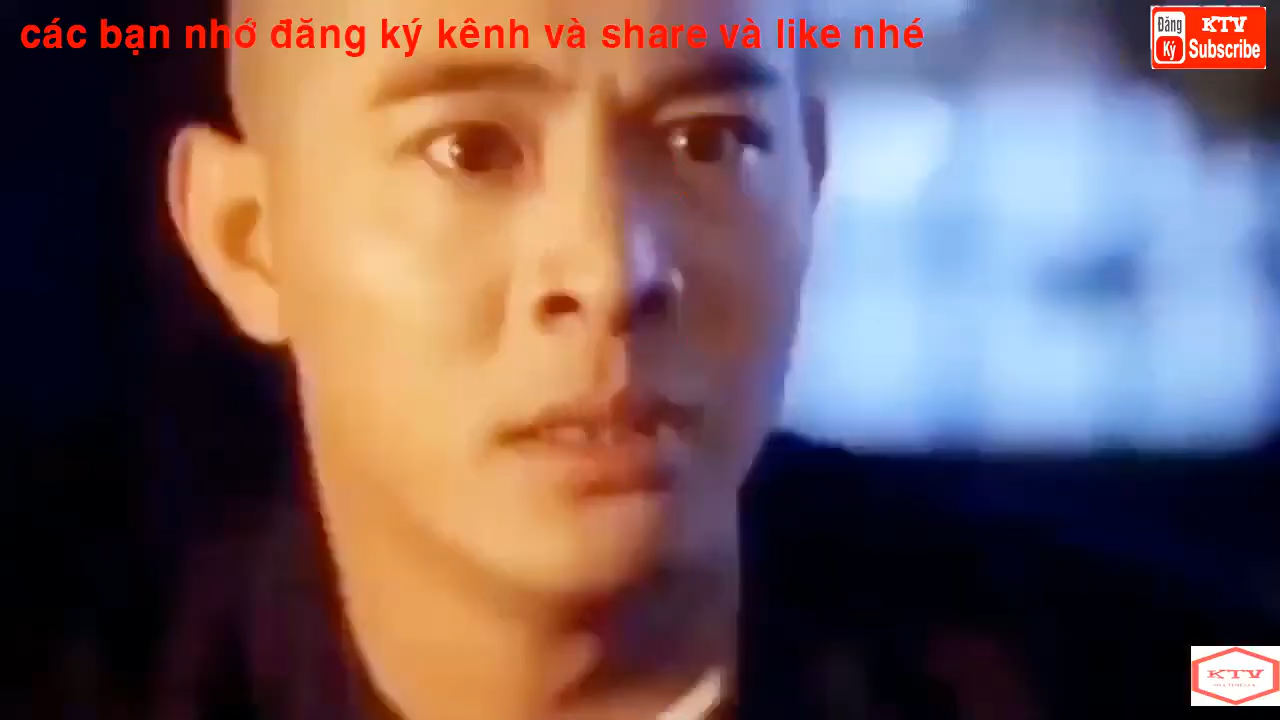 các bạn nhớ đăng ký kênh và share và like nhé
Đăng Ký
KTV
Subscribe
KTV